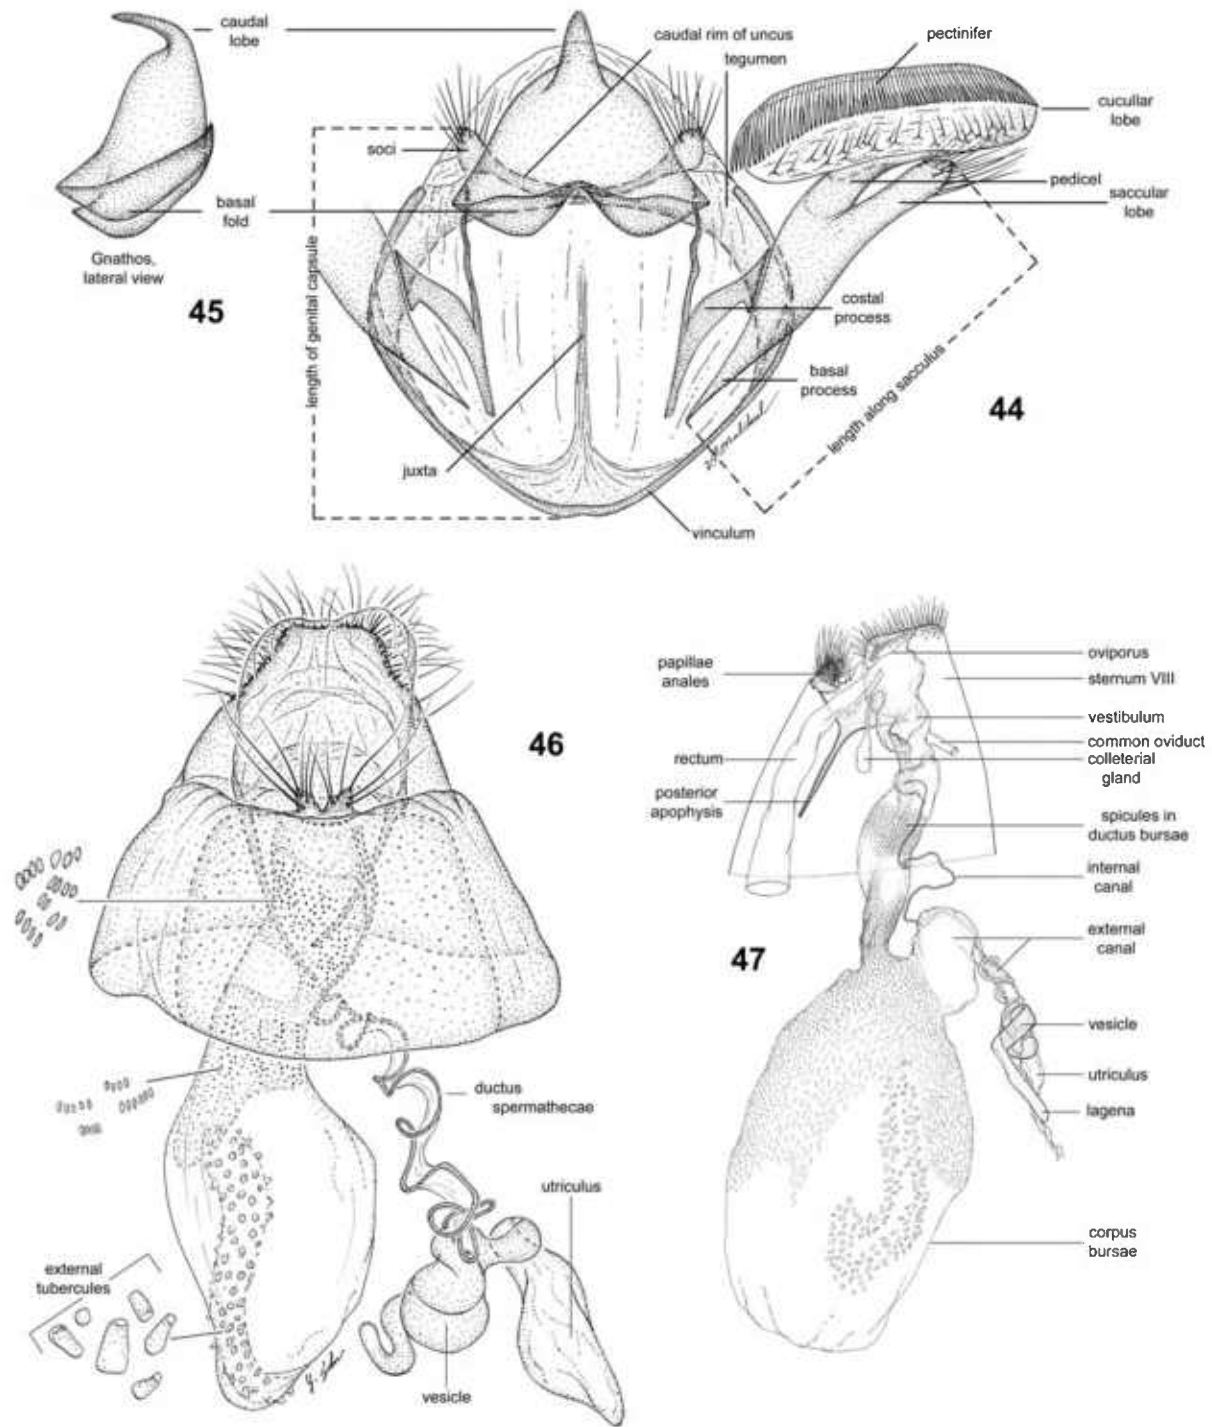 caudal
lobe
caudal rim of uncus
tegumen
pectinifer
cucullar
lobe
soci
pedicel
saccular
lobe
basal
fold
Gnathos,
lateral view
45
length of genital capsule
costal
process
basal
process
length along sacculus
44
juxta
vinculum
46
papillae
anales
oviporus
sternum VIII
vestibulum
common oviduct
colleterial
gland
rectum
posterior
apophysis
spicules in
ductus bursae
internal
canal
external
canal
47
vesicle
utriculus
lagena
ductus
spermathecae
utriculus
external
tubercules
vesicle
corpus
bursae